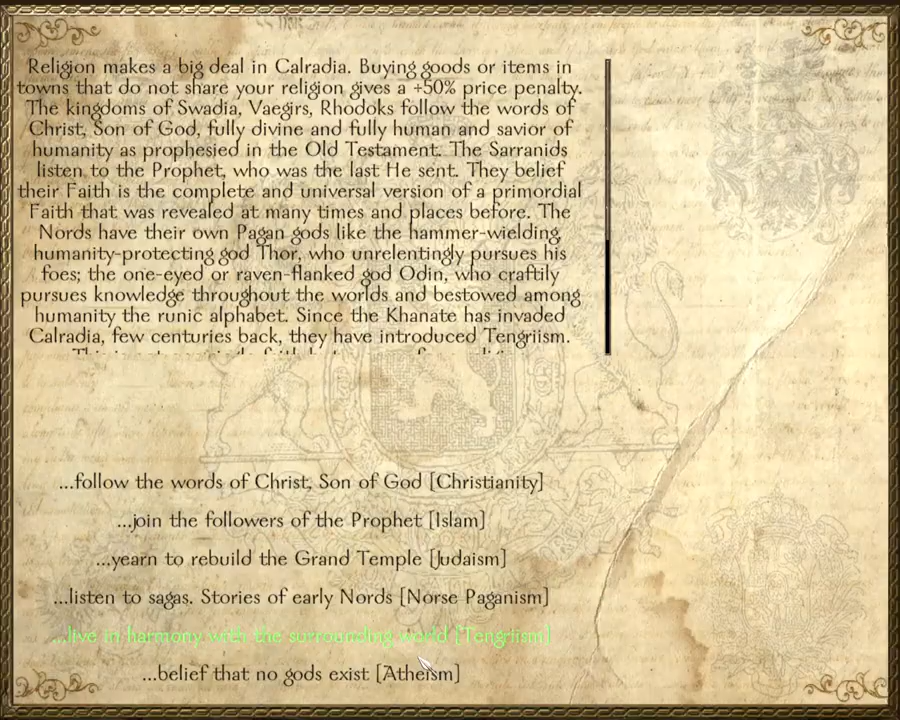 Religion makes a big deal in Calradia. Buying goods or items in
towns that do not share your religion gives a +50% price penalty.
The kingdoms of Swadia, Vaegirs, Rhodoks follow the words of
Christ, Son of God, fully divine and fully human and savior of
humanity as prophesied in the Old Testament. The Sarranids
listen to the Prophet, who was the last He sent. They belief
their Faith is the complete and universal version of a primordial
Faith that was revealed at many times and places before. The
Nords have their own Pagan gods like the hammer-wielding,
humanity-protecting god Thor, who unrelentingly pursues his
foes; the one-eyed or raven-flanked god Odin, who craftily
pursues knowledge throughout the worlds and bestowed among
humanity the runic alphabet. Since the Khanate has invaded
Calradia, few centuries back, they have introduced Tengriism.
...follow the words of Christ, Son of God [Christianity]
...join the followers of the Prophet [Islam]
...yearn to rebuild the Grand Temple [Judaism]
...listen to sagas. Stories of early Nords [Norse Paganism]
...live in harmony with the surrounding world [Tengriism]
...belief that no gods exist [Atheism]